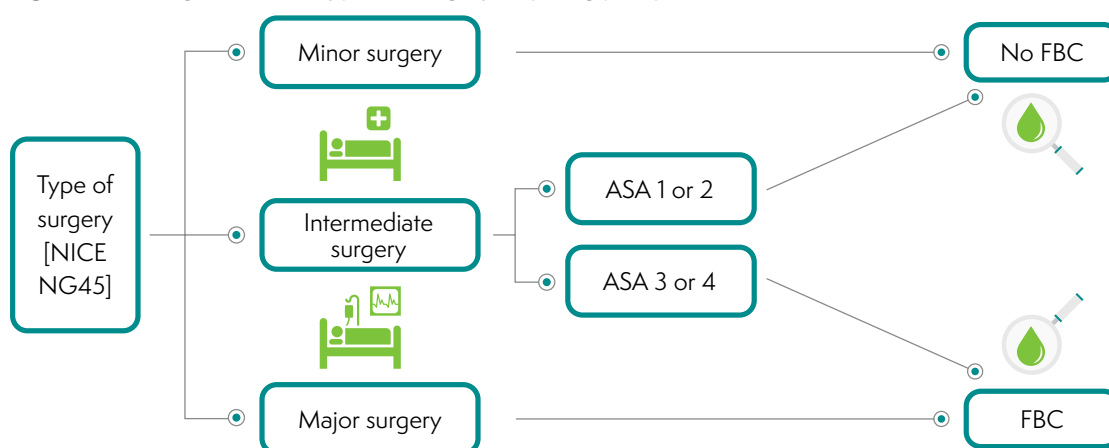 Minor surgery
No FBC
Type of
surgery
[NICE
NG45]
Intermediate
surgery
ASA 1 or 2
ASA 3 or 4
Major surgery
FBC